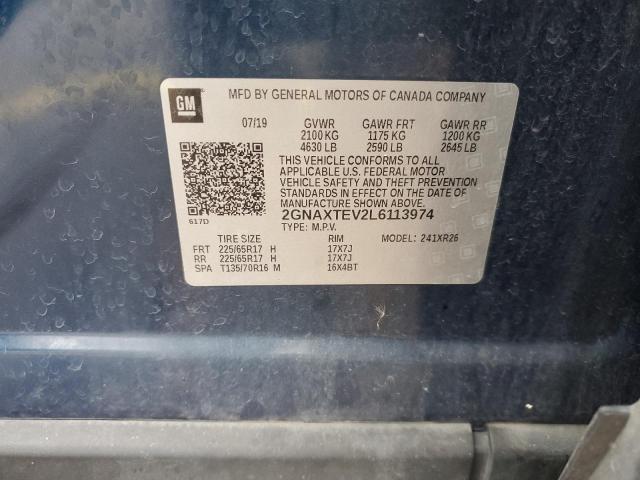 GM
MFD BY GENERAL MOTORS OF CANADA COMPANY
07/19 GVWR GAWR FRT GAWR RR
2100 KG 1175 KG 1200 KG
4630 LB 2590 LB 2645 LB
THIS VEHICLE CONFORMS TO ALL
APPLICABLE U.S. FEDERAL MOTOR
VEHICLE SAFETY AND THEFT PREVENTION
STANDARDS IN EFFECT ON THE DATE OF
MANUFACTURE SHOWN ABOVE.
617D
2GNAXTEV2L6113974
TYPE: M.P.V.
TIRE SIZE RIM MODEL: 241XR26
FRT 225/65R17 H 17X7J
RR 225/65R17 H 17X7J
SPA T135/70R16 M 16X4BT